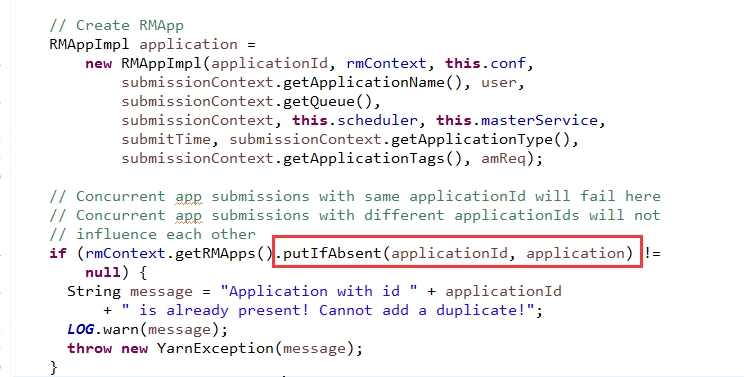 // Create RMApp
RMAppImpl application =
new RMAppImpl(applicationId, rmContext, this.conf,
submissionContext.getApplicationName(), user,
submissionContext.getQueue(),
submissionContext, this.scheduler, this.masterService,
submitTime, submissionContext.getApplicationType(),
submissionContext.getApplicationTags(), amReq);
// Concurrent app submissions with same applicationId will fail here
// Concurrent app submissions with different applicationIds will not
// influence each other
if (rmContext.getRMApps().putIfAbsent(applicationId, application) !=
null) {
String message = "Application with id " + applicationId
+ " is already present! Cannot add a duplicate!";
LOG.warn(message);
throw new YarnException(message);
}